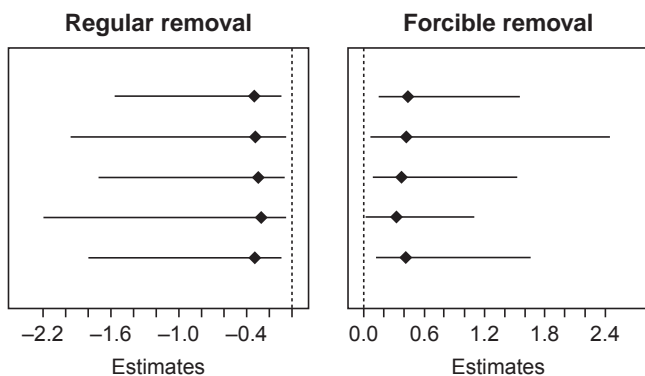 Regular removal
Forcible removal
–2.2 –1.6 –1.0 –0.4
0.0 0.6 1.2 1.8 2.4
Estimates
Estimates